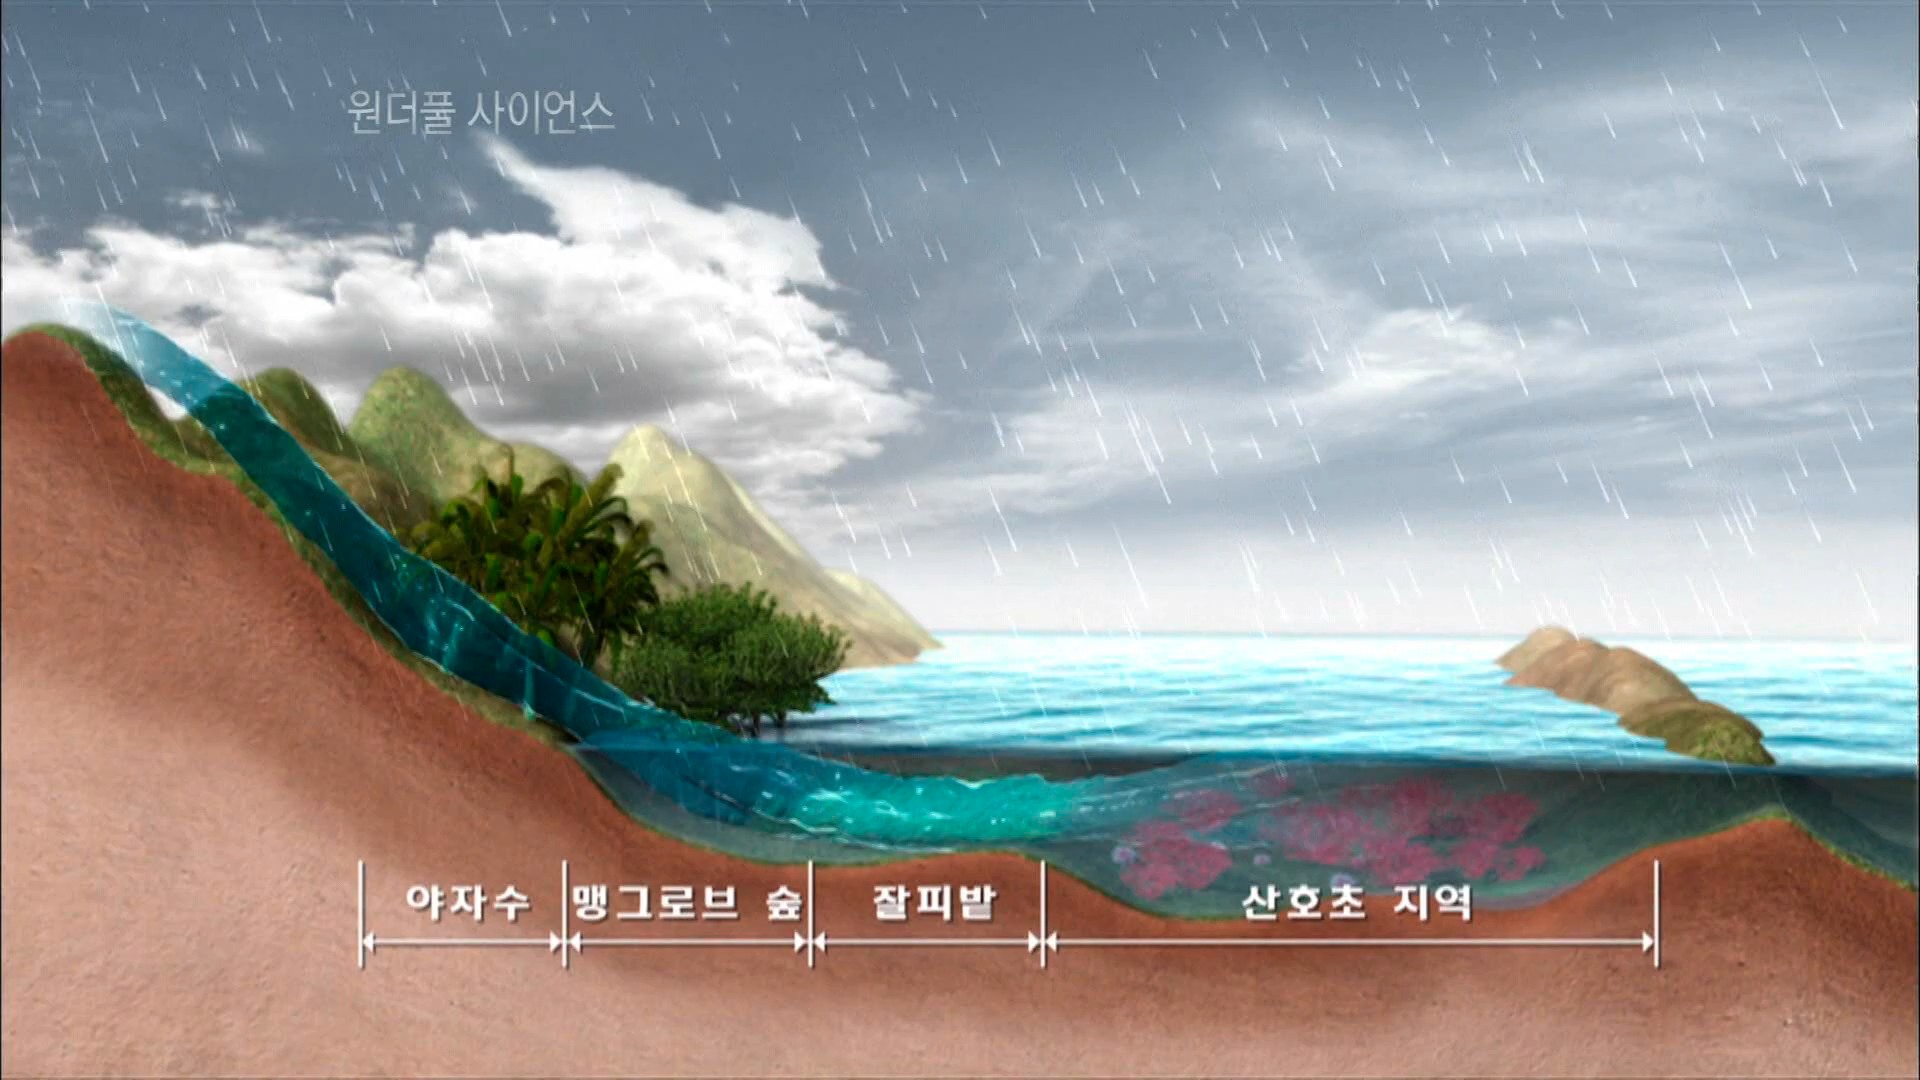 원더풀 사이언스
야자수
맹그로브 숲
잘피밭
산호초 지역